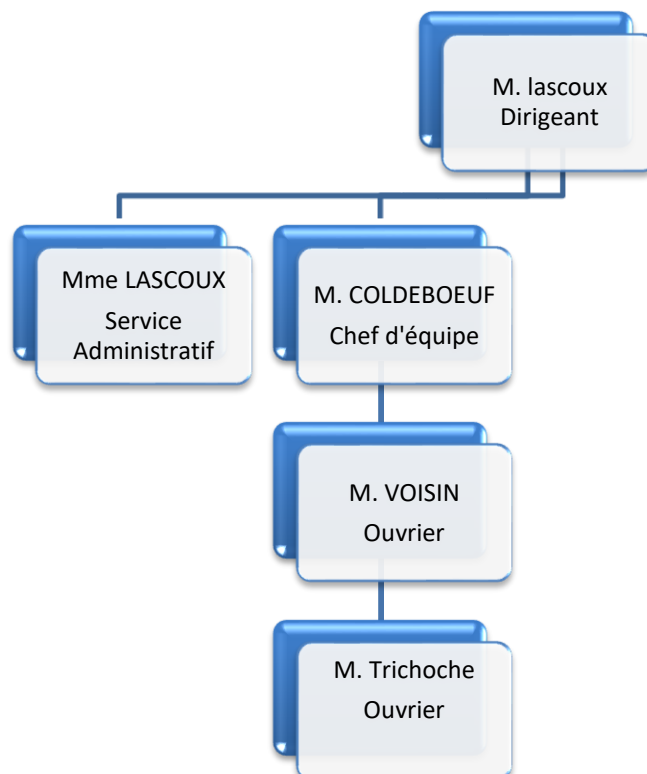 M. lascoux
Dirigeant
Mme LASCOUX
Service
Administratif
M. COLDEBOEUF
Chef d'équipe
M. VOISIN
Ouvrier
M. Trichoche
Ouvrier